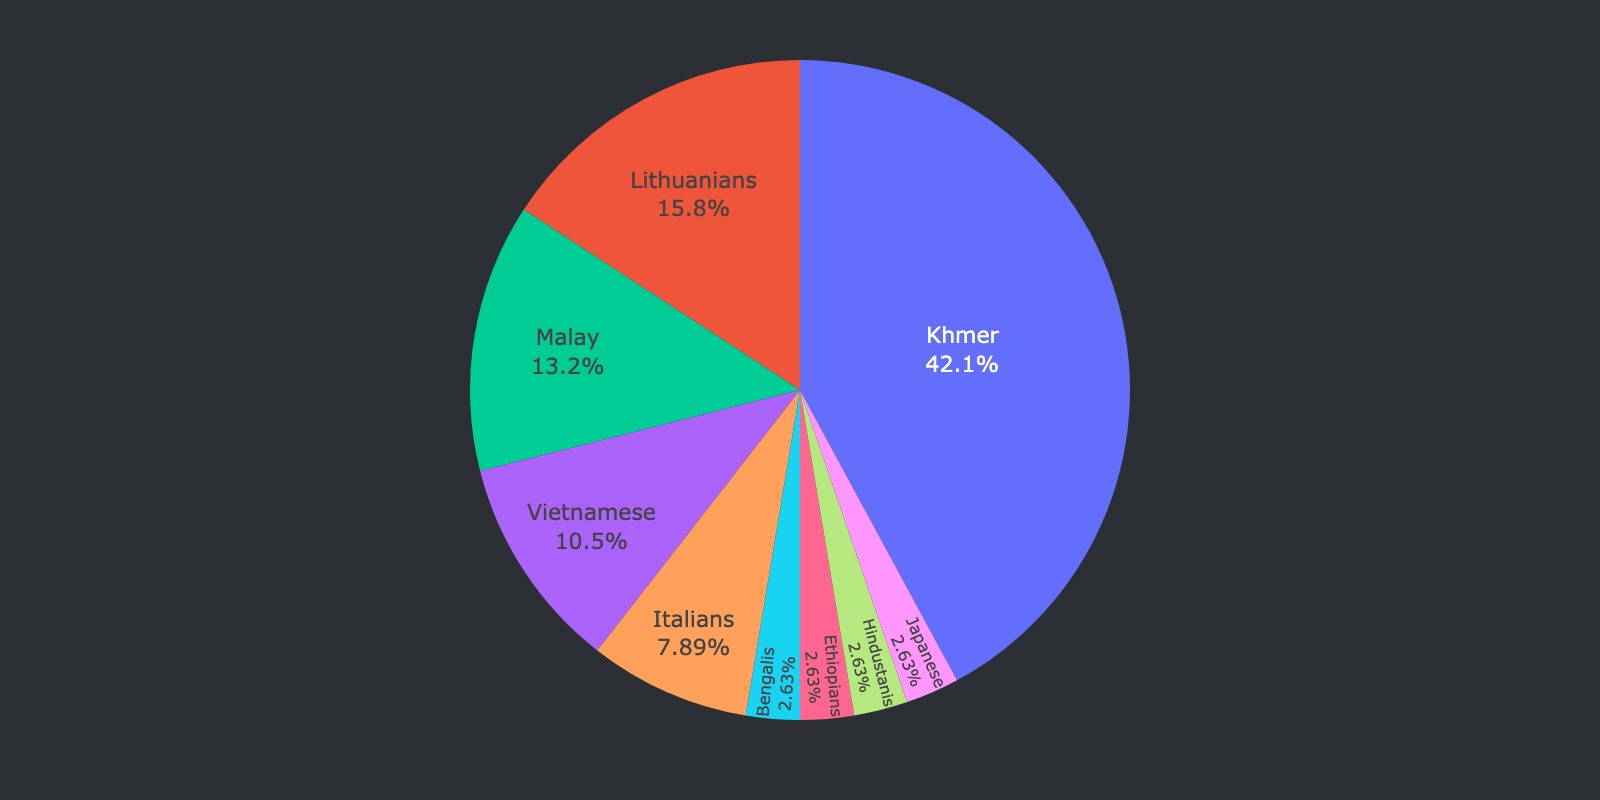 Lithuanians
15.8%
Khmer
42.1%
Malay
13.2%
Vietnamese
10.5%
Italians
7.89%
Bengalis
2.63%
Ethiopians
2.63%
Hindustanis
2.63%
Japanese
2.63%